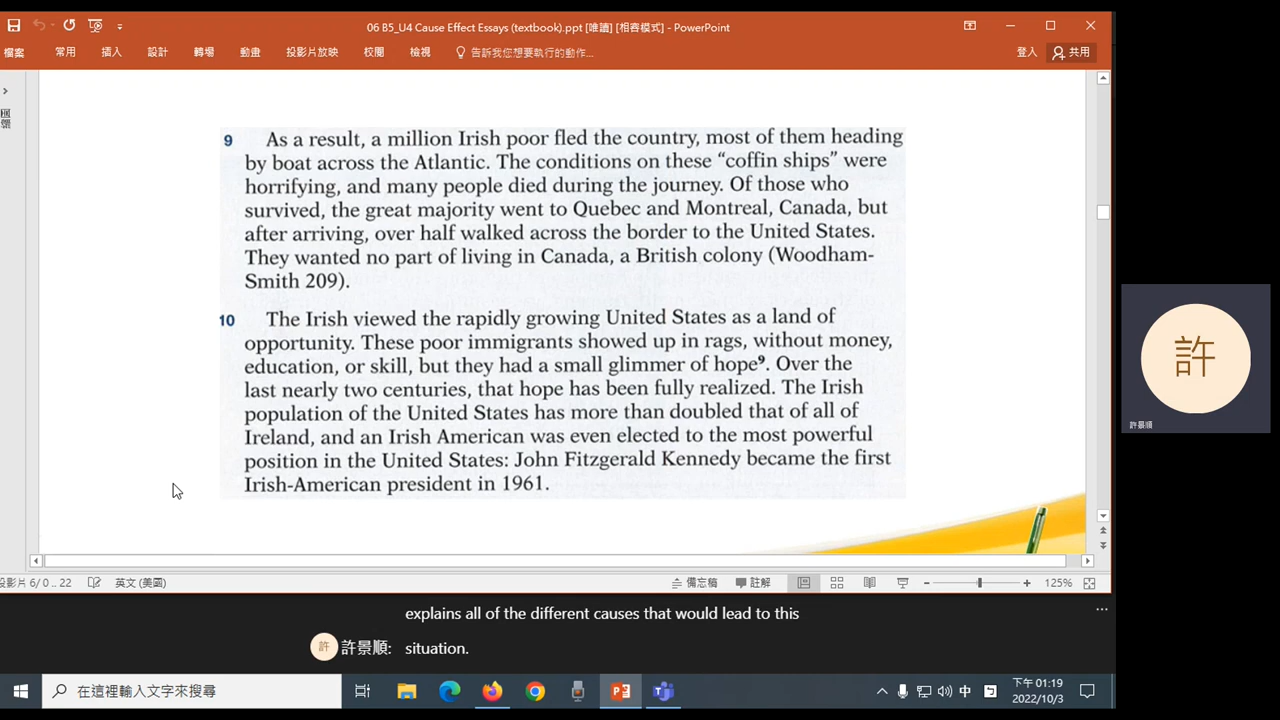 06 B5_U4 Cause Effect Essays (textbook).ppt [唯讀] [相容模式] - PowerPoint
檔案 常用 插入 設計 轉場 動畫 投影片放映 校閱 檢視 告訴我您想要執行的動作... 登入 共用
9 As a result, a million Irish poor fled the country, most of them heading
by boat across the Atlantic. The conditions on these “coffin ships” were
horrifying, and many people died during the journey. Of those who
survived, the great majority went to Quebec and Montreal, Canada, but
after arriving, over half walked across the border to the United States.
They wanted no part of living in Canada, a British colony (Woodham-
Smith 209).
10 The Irish viewed the rapidly growing United States as a land of
opportunity. These poor immigrants showed up in rags, without money,
education, or skill, but they had a small glimmer of hope⁹. Over the
last nearly two centuries, that hope has been fully realized. The Irish
population of the United States has more than doubled that of all of
Ireland, and an Irish American was even elected to the most powerful
position in the United States: John Fitzgerald Kennedy became the first
Irish-American president in 1961.
許
許景順
投影片 6/0 .. 22 英文 (美國) 備忘稿 註解 125%
explains all of the different causes that would lead to this
許 許景順: situation.
在這裡輸入文字來搜尋 中 下午 01:19
2022/10/3